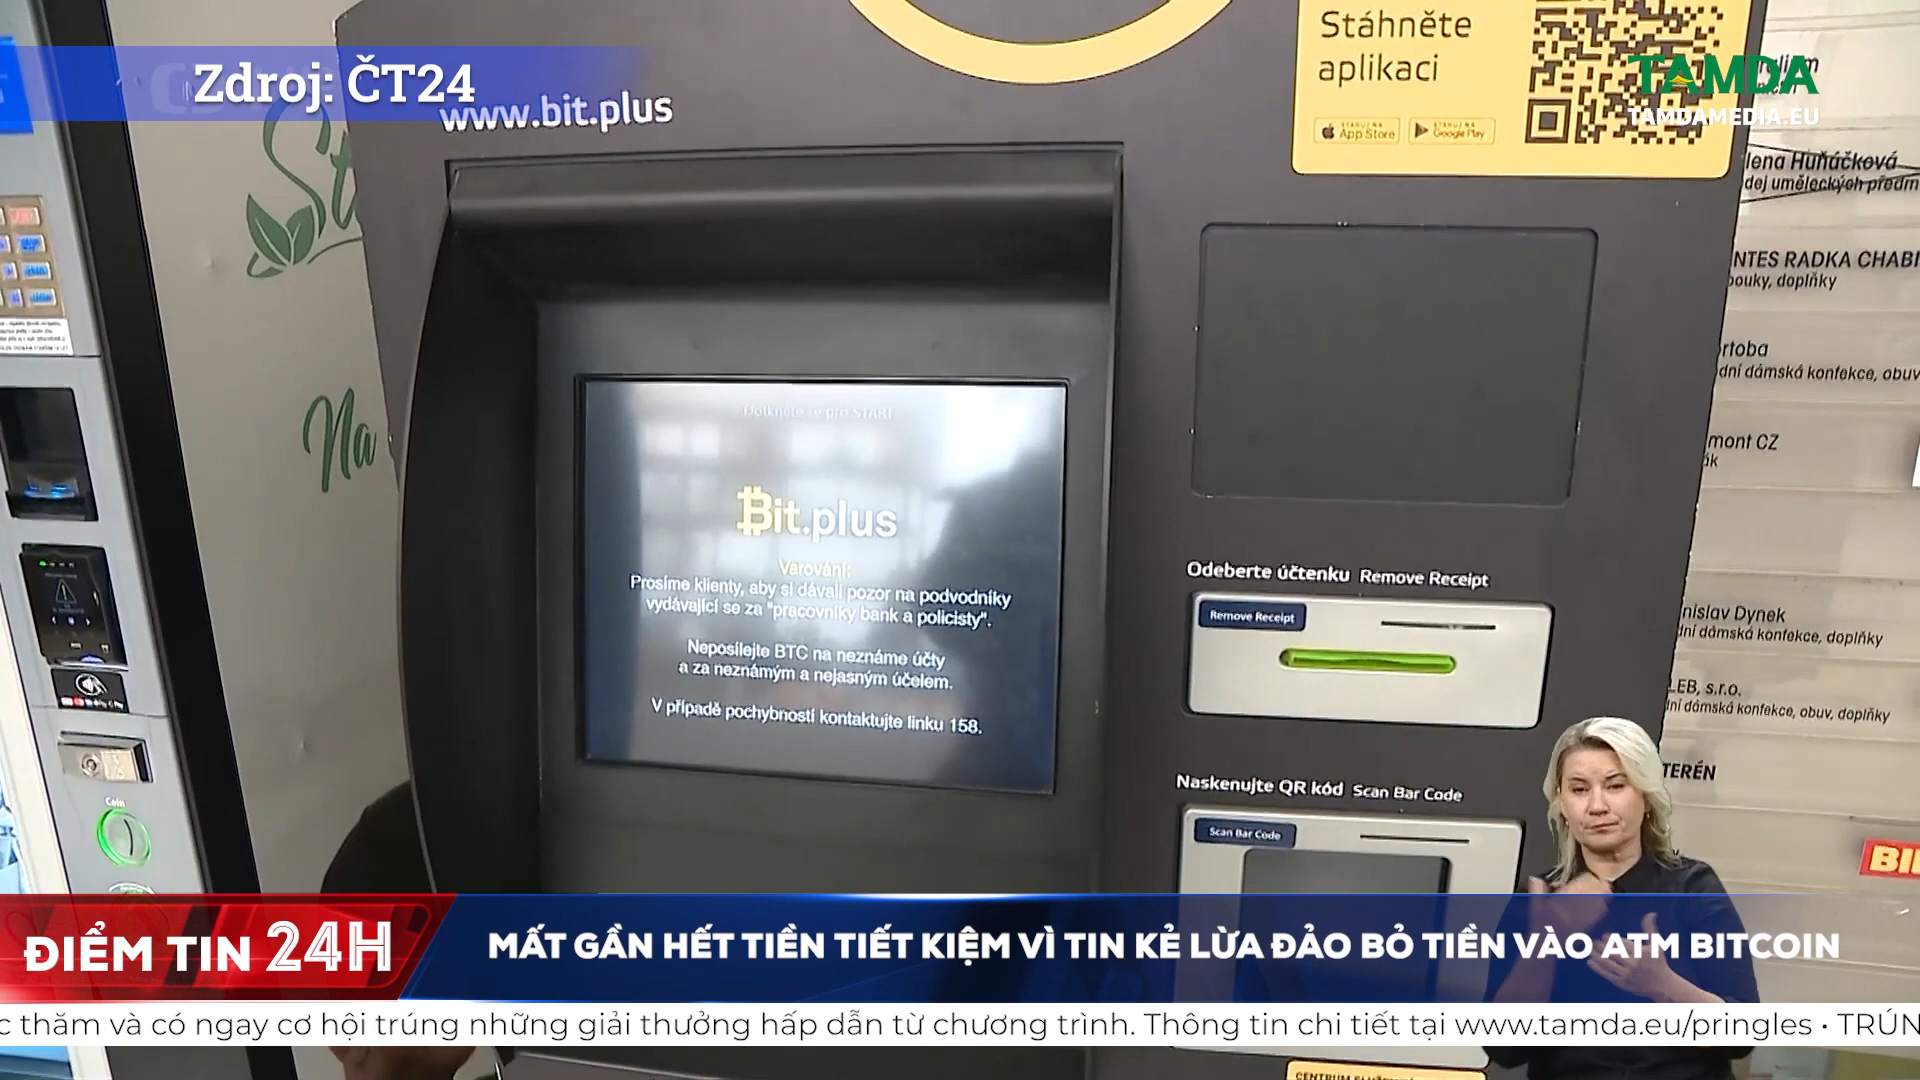 Zdroj: ČT24
www.bit.plus
Stáhněte
aplikaci
App Store
Google Play
TAMDA
TAMDAMEDIA.EU
lena Huňáčková
dej uměleckých předm
NTES RADKA CHABI
bouky, doplňky
rtoba
dní dámská konfekce, obuv
mont CZ
ák
nislav Dynek
dní dámská konfekce, doplňky
LEB, s.r.o.
dní dámská konfekce, obuv, doplňky
TERÉN
Na
Dotkněte se pro START
Bit.plus
Varování:
Prosíme klienty, aby si dávali pozor na podvodníky
vydávající se za "pracovníky bank a policisty".
Neposílejte BTC na neznáme účty
a za neznámým a nejasným účelem.
V případě pochybností kontaktujte linku 158.
Odeberte účtenku Remove Receipt
Remove Receipt
Naskenujte QR kód Scan Bar Code
Scan Bar Code
Coin
ĐIỂM TIN 24H
MẤT GẦN HẾT TIỀN TIẾT KIỆM VÌ TIN KẺ LỪA ĐẢO BỎ TIỀN VÀO ATM BITCOIN
c thăm và có ngay cơ hội trúng những giải thưởng hấp dẫn từ chương trình. Thông tin chi tiết tại www.tamda.eu/pringles • TRÚN